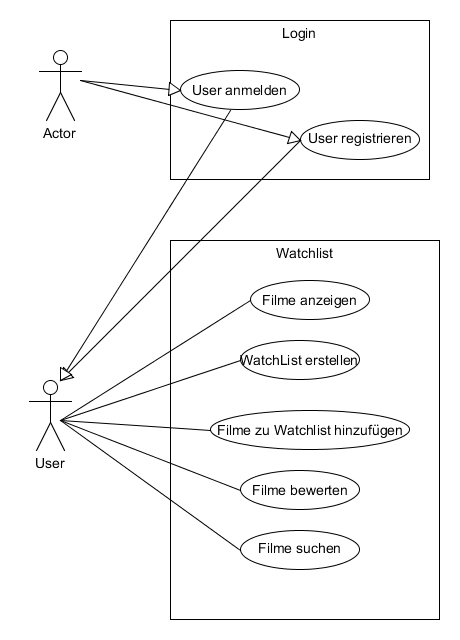 Login
User anmelden
Actor
User registrieren
Watchlist
Filme anzeigen
WatchList erstellen
Filme zu Watchlist hinzufügen
User
Filme bewerten
Filme suchen